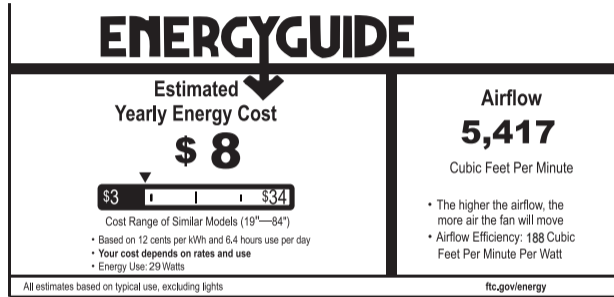 ENERGYGUIDE
Estimated
Yearly Energy Cost
$ 8
$3
$34
Cost Range of Similar Models (19"—84")
• Based on 12 cents per kWh and 6.4 hours use per day
• Your cost depends on rates and use
• Energy Use: 29 Watts
Airflow
5,417
Cubic Feet Per Minute
• The higher the airflow, the
more air the fan will move
• Airflow Efficiency: 188 Cubic
Feet Per Minute Per Watt
All estimates based on typical use, excluding lights
ftc.gov/energy